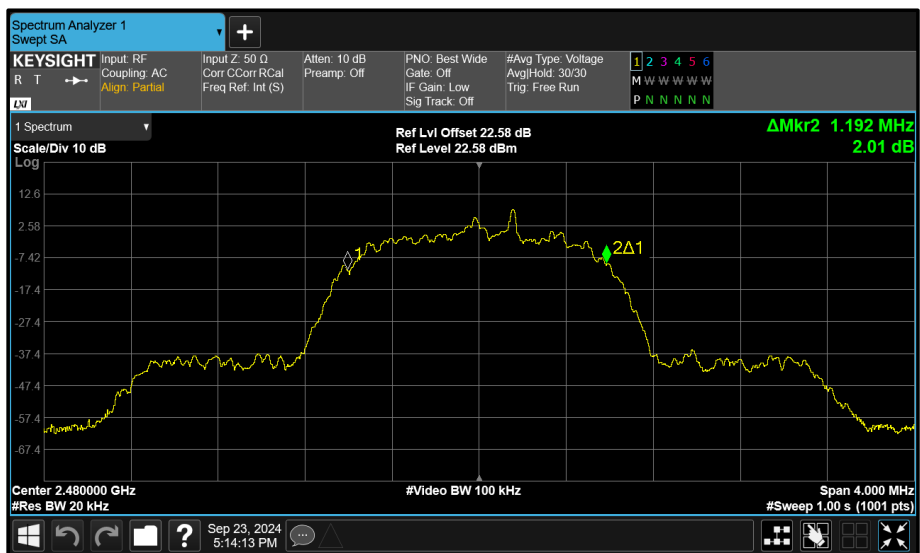 Spectrum Analyzer 1
Swept SA
+
KEYSIGHT
R T
LXI
Input: RF
Coupling: AC
Align: Partial
Input Z: 50 Ω
Corr CCorr RCal
Freq Ref: Int (S)
Atten: 10 dB
Preamp: Off
PNO: Best Wide
Gate: Off
IF Gain: Low
Sig Track: Off
#Avg Type: Voltage
Avg|Hold: 30/30
Trig: Free Run
1 2 3 4 5 6
M W W W W W
P N N N N N
1 Spectrum
Scale/Div 10 dB
Ref Lvl Offset 22.58 dB
Ref Level 22.58 dBm
ΔMkr2 1.192 MHz
2.01 dB
Log
12.6
2.58
-7.42
-17.4
-27.4
-37.4
-47.4
-57.4
-67.4
1
2Δ1
Center 2.480000 GHz
#Res BW 20 kHz
#Video BW 100 kHz
Span 4.000 MHz
#Sweep 1.00 s (1001 pts)
?
Sep 23, 2024
5:14:13 PM